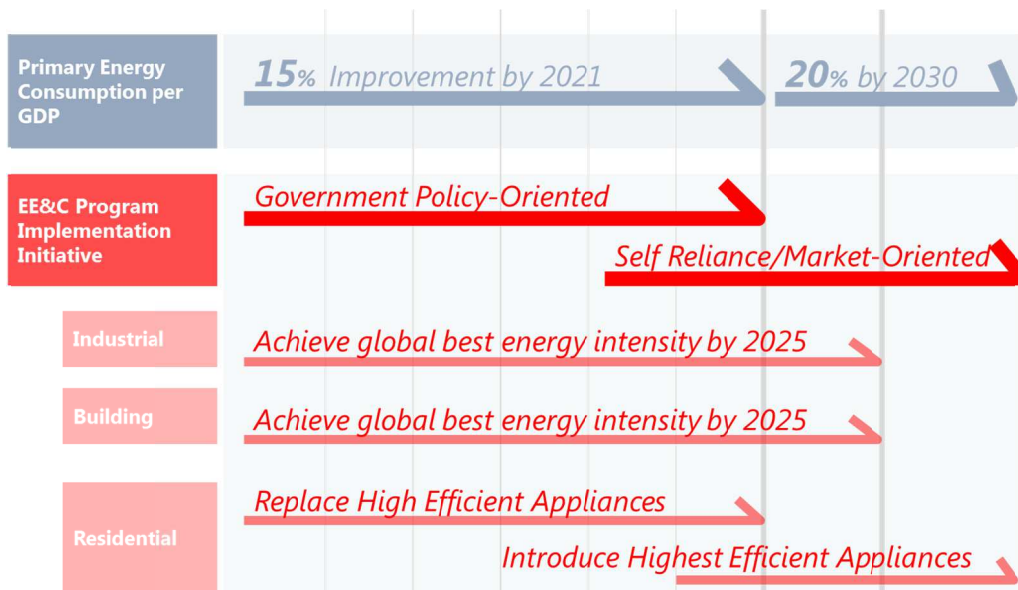 Primary Energy
Consumption per
GDP
15% Improvement by 2021
20% by 2030
EE&C Program
Implementation
Initiative
Government Policy-Oriented
Self Reliance/Market-Oriented
Industrial
Achieve global best energy intensity by 2025
Building
Achieve global best energy intensity by 2025
Residential
Replace High Efficient Appliances
Introduce Highest Efficient Appliances